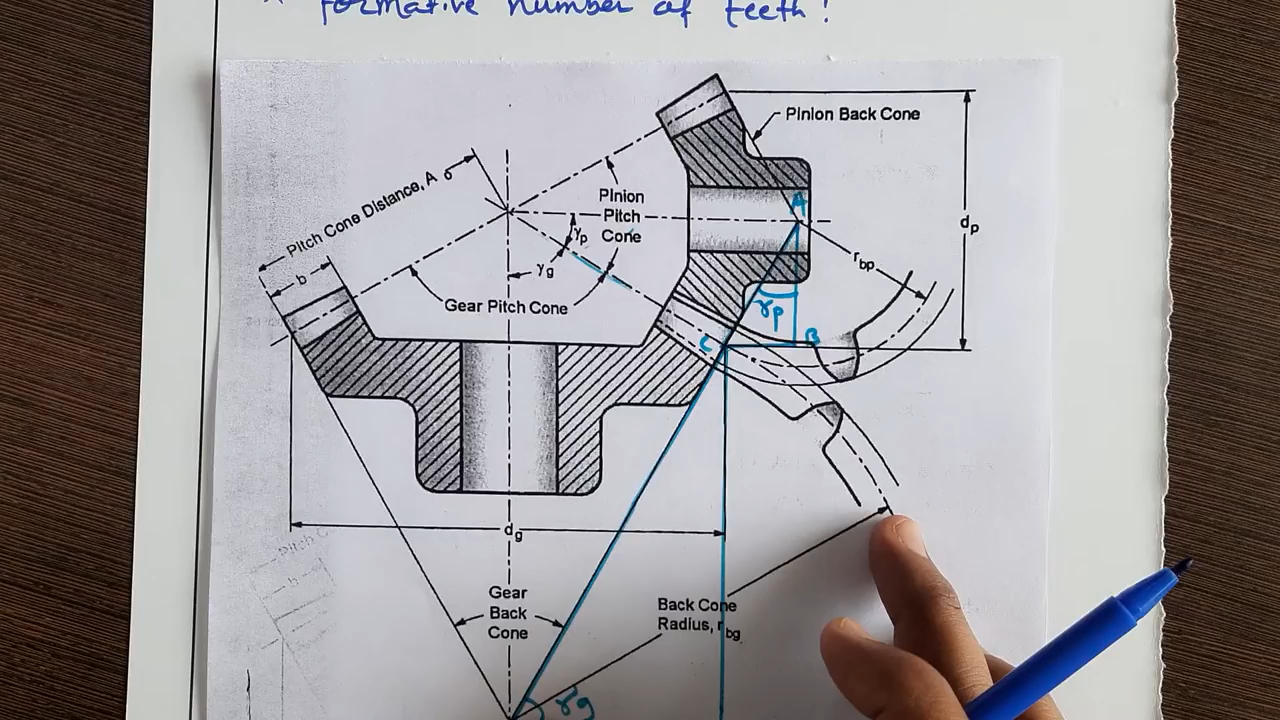 formative number of teeth!
Pinion Back Cone
Pitch Cone Distance, A o
b
Pinion
Pitch
Cone
γp
γg
Gear Pitch Cone
A
dp
rbp
γp
B
C
dg
Gear
Back
Cone
Back Cone
Radius, rbg
γg